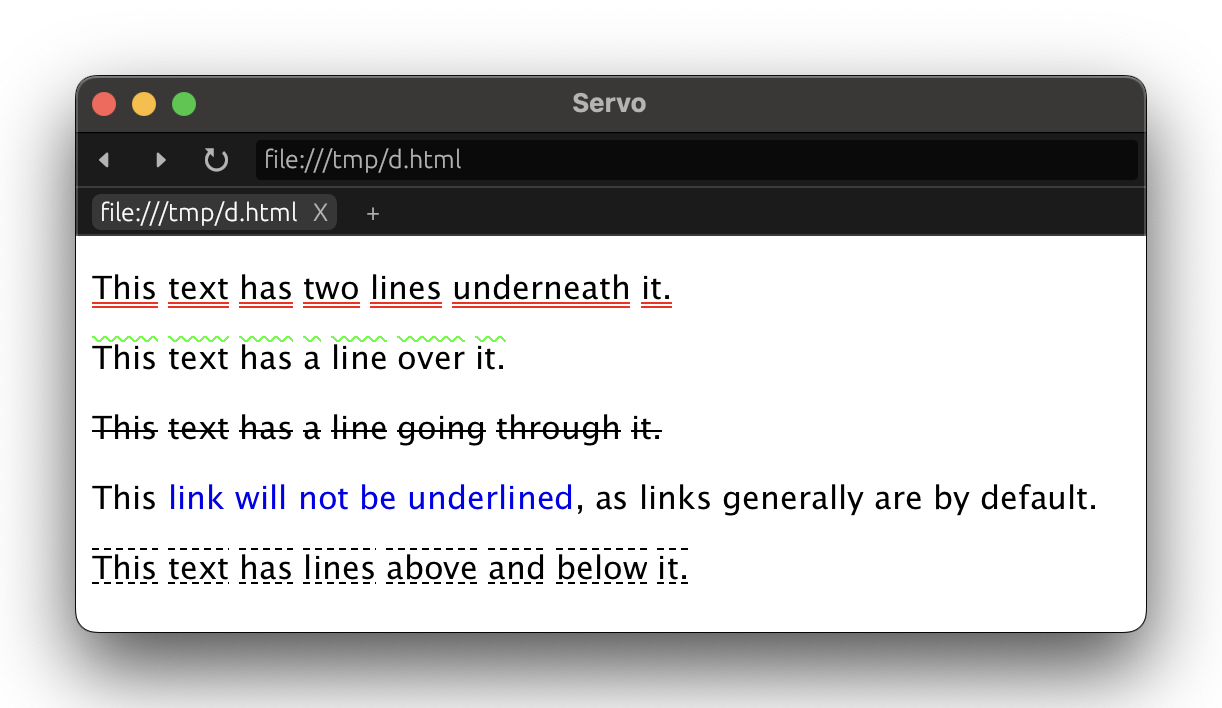 Servo
file:///tmp/d.html
file:///tmp/d.html X +
This text has two lines underneath it.
This text has a line over it.
This text has a line going through it.
This link will not be underlined, as links generally are by default.
This text has lines above and below it.